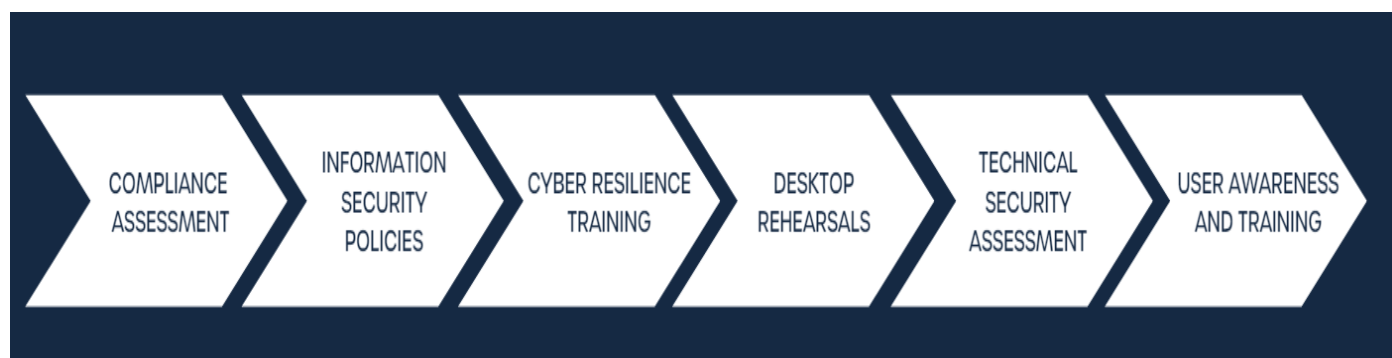 COMPLIANCE
ASSESSMENT
INFORMATION
SECURITY
POLICIES
CYBER RESILIENCE
TRAINING
DESKTOP
REHEARSALS
TECHNICAL
SECURITY
ASSESSMENT
USER AWARENESS
AND TRAINING